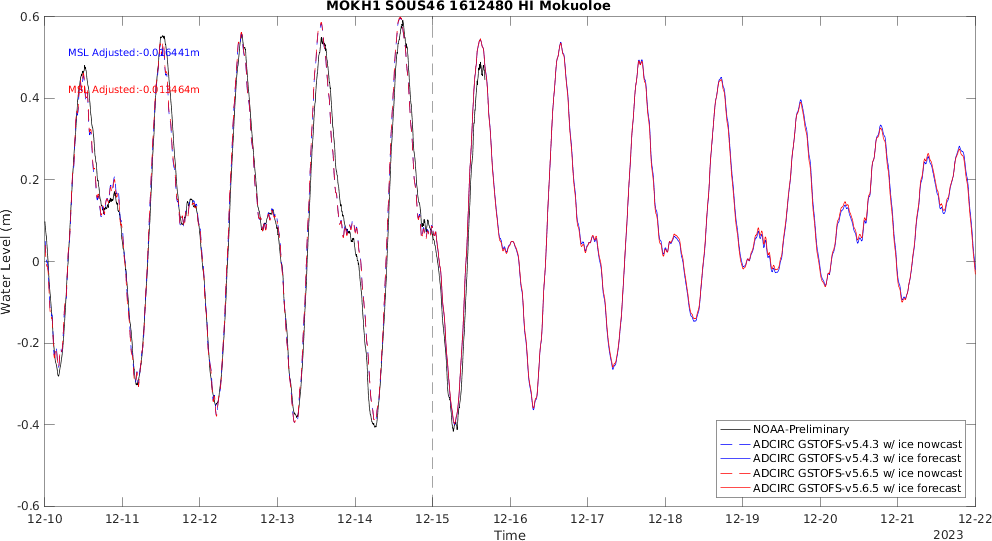 MOKH1 SOUS46 1612480 HI Mokuoloe
MSL Adjusted:-0.016441m
MSL Adjusted:-0.013464m
Water Level (m)
0.6
0.4
0.2
0
-0.2
-0.4
-0.6
NOAA-Preliminary
ADCIRC GSTOFS-v5.4.3 w/ ice nowcast
ADCIRC GSTOFS-v5.4.3 w/ ice forecast
ADCIRC GSTOFS-v5.6.5 w/ ice nowcast
ADCIRC GSTOFS-v5.6.5 w/ ice forecast
12-10 12-11 12-12 12-13 12-14 12-15 12-16 12-17 12-18 12-19 12-20 12-21 12-22
Time
2023